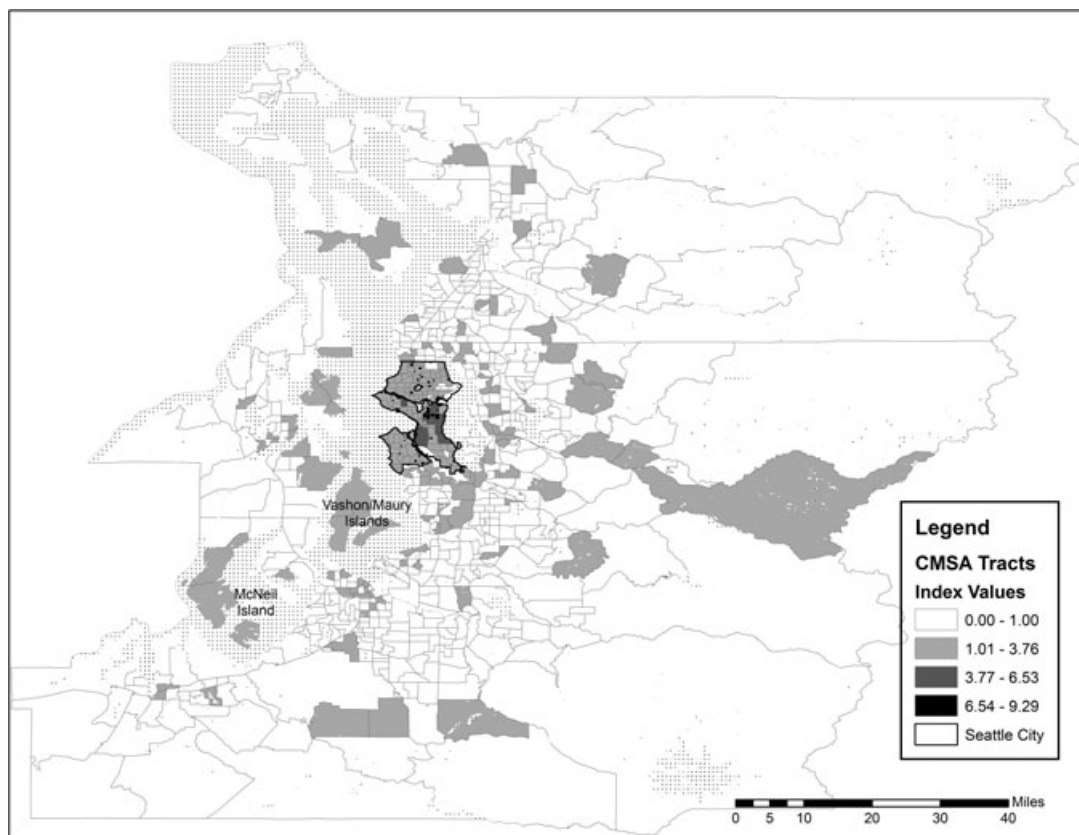 Vashon/Maury
Islands
McNeil
Island
Legend
CMSA Tracts
Index Values
0.00 - 1.00
1.01 - 3.76
3.77 - 6.53
6.54 - 9.29
Seattle City
Miles
0 5 10 20 30 40